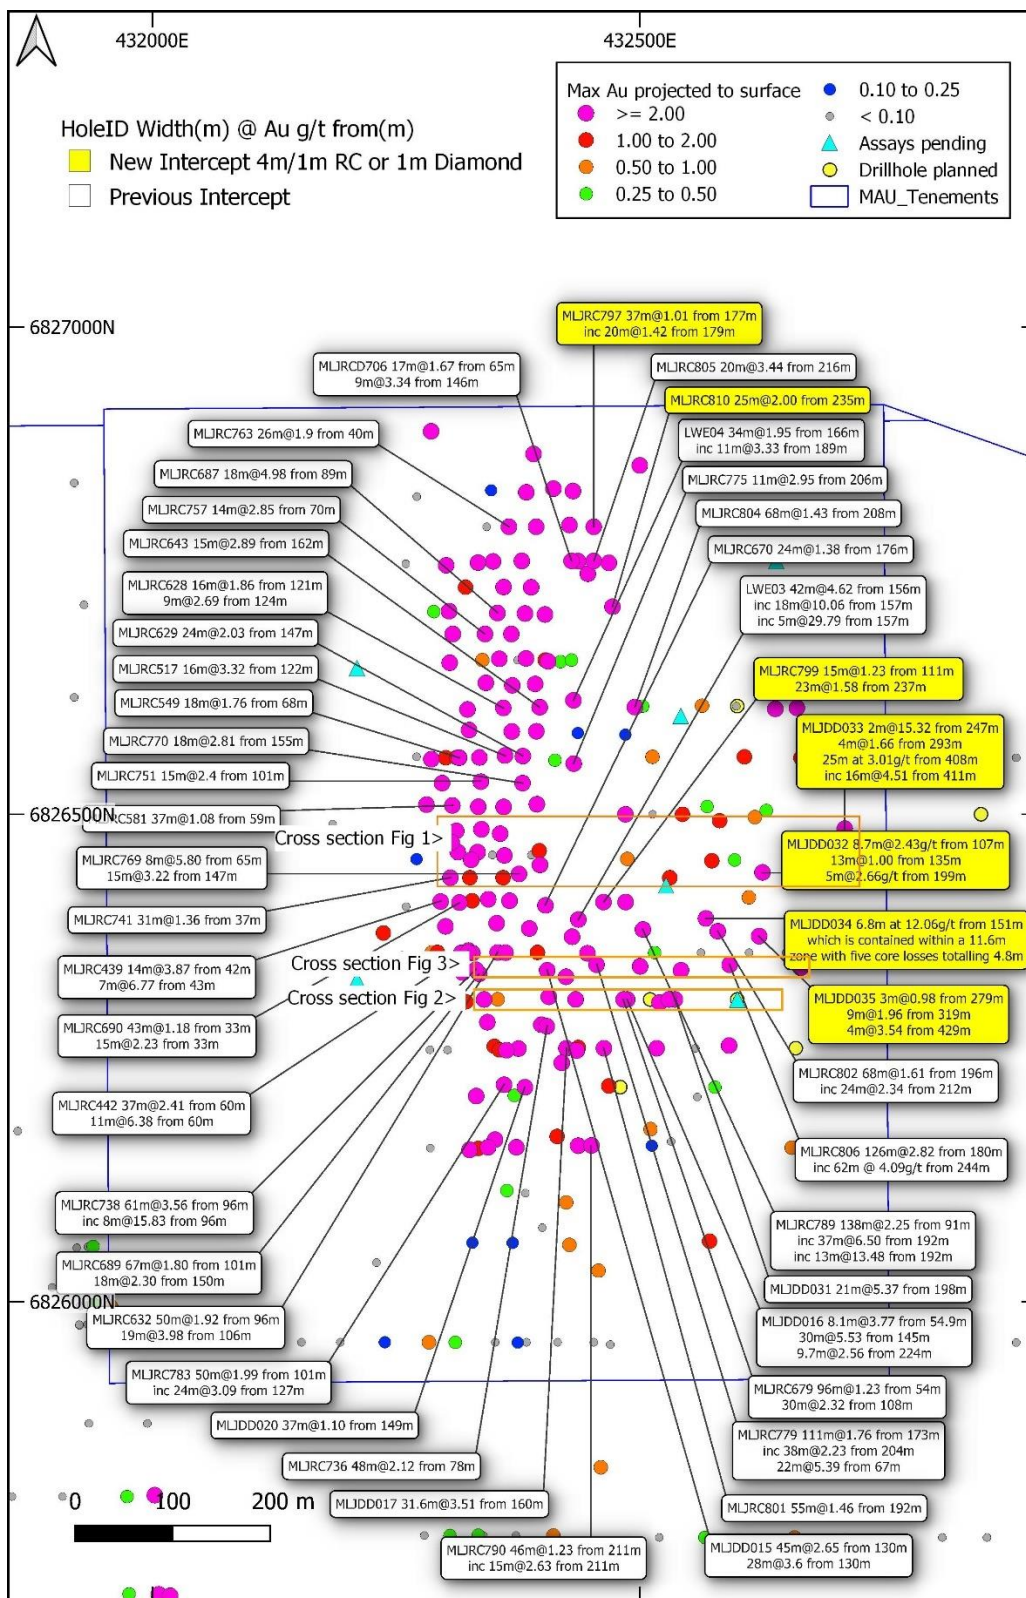 432000E
432500E
HoleID Width(m) @ Au g/t from(m)
New Intercept 4m/1m RC or 1m Diamond
Previous Intercept
Max Au projected to surface
>= 2.00
1.00 to 2.00
0.50 to 1.00
0.25 to 0.50
0.10 to 0.25
< 0.10
Assays pending
Drillhole planned
MAU_Tenements
6827000N
MLJRC797 37m@1.01 from 177m
inc 20m@1.42 from 179m
MLJRCD706 17m@1.67 from 65m
9m@3.34 from 146m
MLJRC805 20m@3.44 from 216m
MLJRC810 25m@2.00 from 235m
MLJRC763 26m@1.9 from 40m
LWE04 34m@1.95 from 166m
inc 11m@3.33 from 189m
MLJRC687 18m@4.98 from 89m
MLJRC775 11m@2.95 from 206m
MLJRC757 14m@2.85 from 70m
MLJRC804 68m@1.43 from 208m
MLJRC643 15m@2.89 from 162m
MLJRC670 24m@1.38 from 176m
MLJRC628 16m@1.86 from 121m
9m@2.69 from 124m
LWE03 42m@4.62 from 156m
inc 18m@10.06 from 157m
inc 5m@29.79 from 157m
MLJRC629 24m@2.03 from 147m
MLJRC517 16m@3.32 from 122m
MLJRC799 15m@1.23 from 111m
23m@1.58 from 237m
MLJRC549 18m@1.76 from 68m
MLJDD033 2m@15.32 from 247m
4m@1.66 from 293m
25m at 3.01g/t from 408m
inc 16m@4.51 from 411m
MLJRC770 18m@2.81 from 155m
MLJRC751 15m@2.4 from 101m
6826500N
RC581 37m@1.08 from 59m
Cross section Fig 1>
MLJDD032 8.7m@2.43g/t from 107m
13m@1.00 from 135m
5m@2.66g/t from 199m
MLJRC769 8m@5.80 from 65m
15m@3.22 from 147m
MLJRC741 31m@1.36 from 37m
MLJDD034 6.8m at 12.06g/t from 151m
which is contained within a 11.6m
zone with five core losses totalling 4.8m
MLJRC439 14m@3.87 from 42m
7m@6.77 from 43m
Cross section Fig 3>
Cross section Fig 2>
MLJDD035 3m@0.98 from 279m
9m@1.96 from 319m
4m@3.54 from 429m
MLJRC690 43m@1.18 from 33m
15m@2.23 from 33m
MLJRC802 68m@1.61 from 196m
inc 24m@2.34 from 212m
MLJRC442 37m@2.41 from 60m
11m@6.38 from 60m
MLJRC806 126m@2.82 from 180m
inc 62m @ 4.09g/t from 244m
MLJRC738 61m@3.56 from 96m
inc 8m@15.83 from 96m
MLJRC789 138m@2.25 from 91m
inc 37m@6.50 from 192m
inc 13m@13.48 from 192m
MLJRC689 67m@1.80 from 101m
18m@2.30 from 150m
MLJDD031 21m@5.37 from 198m
6826000N
MLJRC632 50m@1.92 from 96m
19m@3.98 from 106m
MLJDD016 8.1m@3.77 from 54.9m
30m@5.53 from 145m
9.7m@2.56 from 224m
MLJRC783 50m@1.99 from 101m
inc 24m@3.09 from 127m
MLJRC679 96m@1.23 from 54m
30m@2.32 from 108m
MLJDD020 37m@1.10 from 149m
MLJRC779 111m@1.76 from 173m
inc 38m@2.23 from 204m
22m@5.39 from 67m
MLJRC736 48m@2.12 from 78m
MLJDD017 31.6m@3.51 from 160m
MLJRC801 55m@1.46 from 192m
0 100 200 m
MLJRC790 46m@1.23 from 211m
inc 15m@2.63 from 211m
MLJDD015 45m@2.65 from 130m
28m@3.6 from 130m